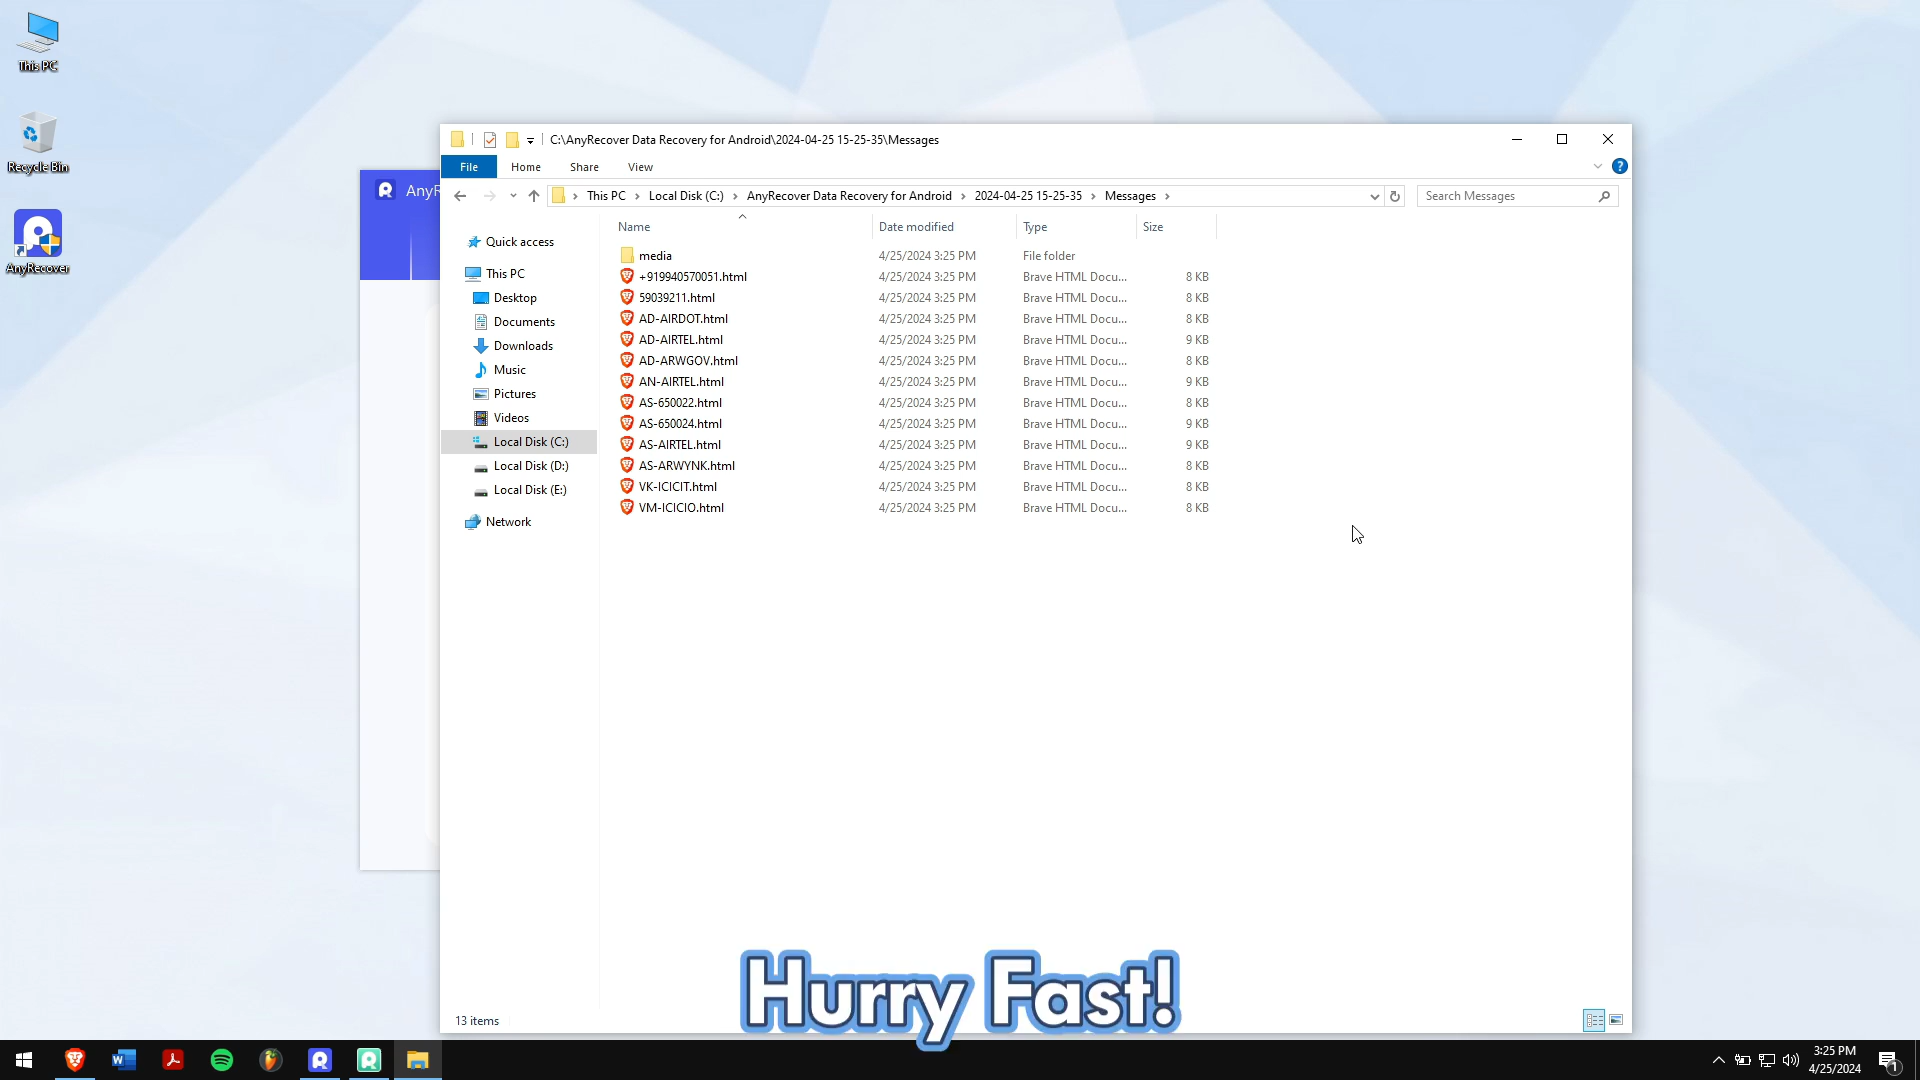 This PC
Recycle Bin
AnyRecover
AnyR
C:\AnyRecover Data Recovery for Android\2024-04-25 15-25-35\Messages
File Home Share View
This PC Local Disk (C:) AnyRecover Data Recovery for Android 2024-04-25 15-25-35 Messages Search Messages
Name Date modified Type Size
Quick access
This PC
Desktop
Documents
Downloads
Music
Pictures
Videos
Local Disk (C:)
Local Disk (D:)
Local Disk (E:)
Network
media 4/25/2024 3:25 PM File folder
+919940570051.html 4/25/2024 3:25 PM Brave HTML Docu... 8 KB
59039211.html 4/25/2024 3:25 PM Brave HTML Docu... 8 KB
AD-AIRDOT.html 4/25/2024 3:25 PM Brave HTML Docu... 8 KB
AD-AIRTEL.html 4/25/2024 3:25 PM Brave HTML Docu... 9 KB
AD-ARWGOV.html 4/25/2024 3:25 PM Brave HTML Docu... 8 KB
AN-AIRTEL.html 4/25/2024 3:25 PM Brave HTML Docu... 9 KB
AS-650022.html 4/25/2024 3:25 PM Brave HTML Docu... 8 KB
AS-650024.html 4/25/2024 3:25 PM Brave HTML Docu... 9 KB
AS-AIRTEL.html 4/25/2024 3:25 PM Brave HTML Docu... 9 KB
AS-ARWYNK.html 4/25/2024 3:25 PM Brave HTML Docu... 8 KB
VK-ICICIT.html 4/25/2024 3:25 PM Brave HTML Docu... 8 KB
VM-ICICIO.html 4/25/2024 3:25 PM Brave HTML Docu... 8 KB
Hurry Fast!
13 items
3:25 PM
4/25/2024
1